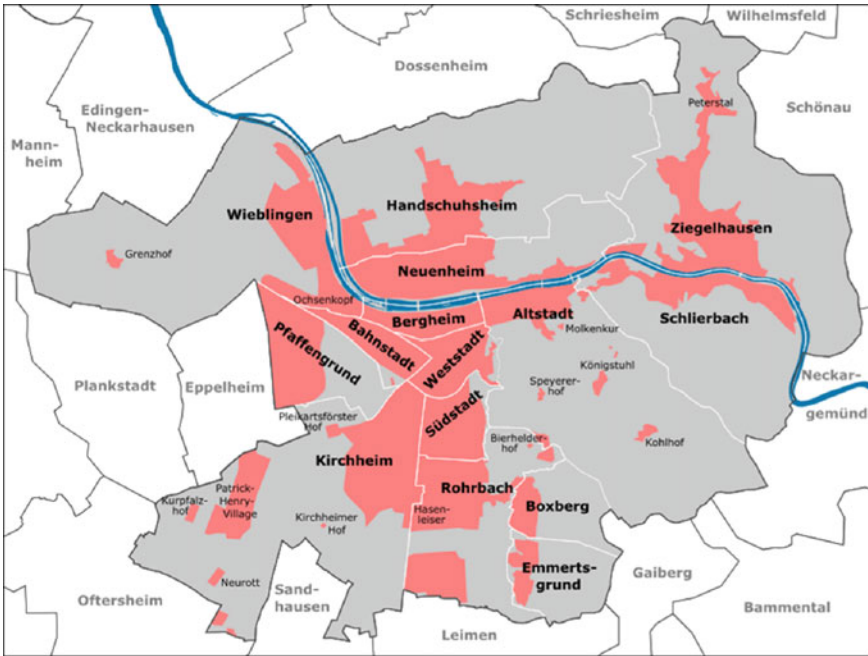 Schriesheim
Wilhelmsfeld
Dossenheim
Edingen-
Neckarhausen
Peterstal
Schönau
Mann-
heim
Handschuhsheim
Wieblingen
Ziegelhausen
Grenzhof
Neuenheim
Ochsenkopf
Bergheim
Altstadt
Schlierbach
Molkenkur
Pfaffengrund
Bahnstadt
Weststadt
Königstuhl
Plankstadt
Eppelheim
Speyerer-
hof
Neckar-
gemünd
Südstadt
Pleikartsförster
Hof
Bierhelder-
hof
Kohlhof
Kirchheim
Rohrbach
Kurpfalz-
hof
Patrick-
Henry-
Village
Hasen-
leiser
Boxberg
Kirchheimer
Hof
Emmerts-
grund
Neurott
Sand-
hausen
Gaiberg
Oftersheim
Bammental
Leimen